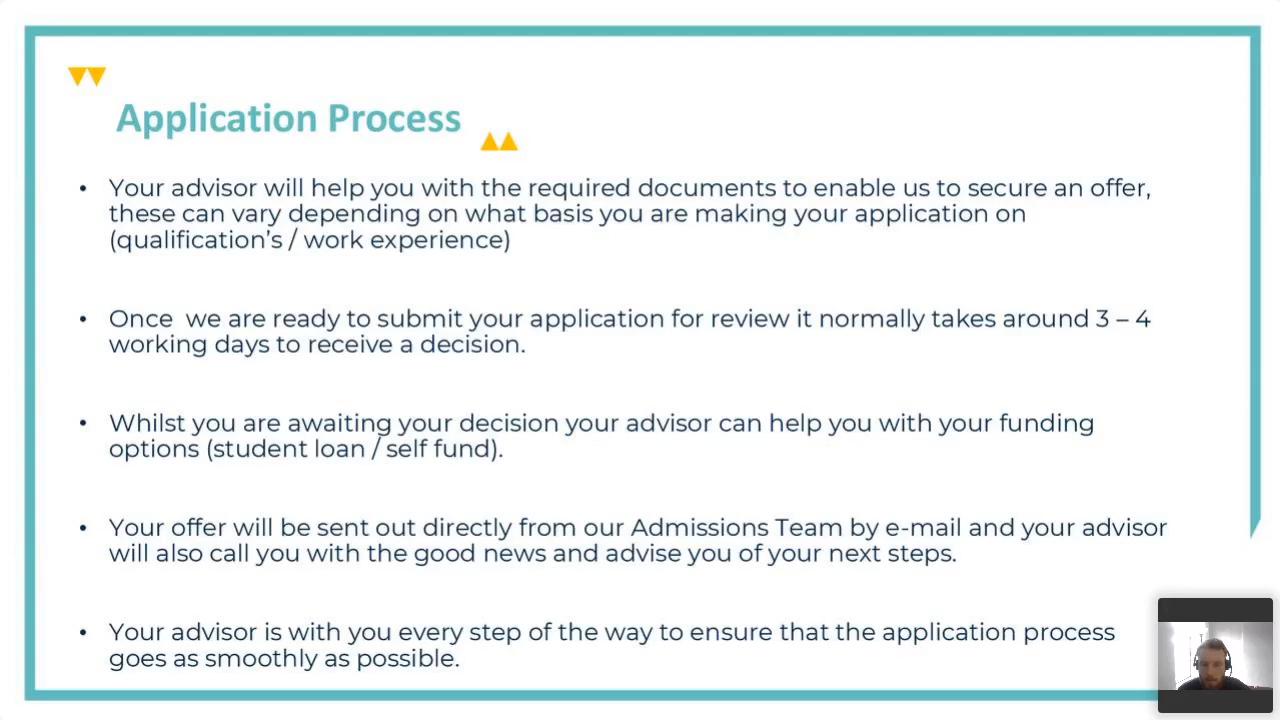 Application Process
• Your advisor will help you with the required documents to enable us to secure an offer,
these can vary depending on what basis you are making your application on
(qualification's / work experience)
• Once  we are ready to submit your application for review it normally takes around 3 – 4
working days to receive a decision.
• Whilst you are awaiting your decision your advisor can help you with your funding
options (student loan / self fund).
• Your offer will be sent out directly from our Admissions Team by e-mail and your advisor
will also call you with the good news and advise you of your next steps.
• Your advisor is with you every step of the way to ensure that the application process
goes as smoothly as possible.